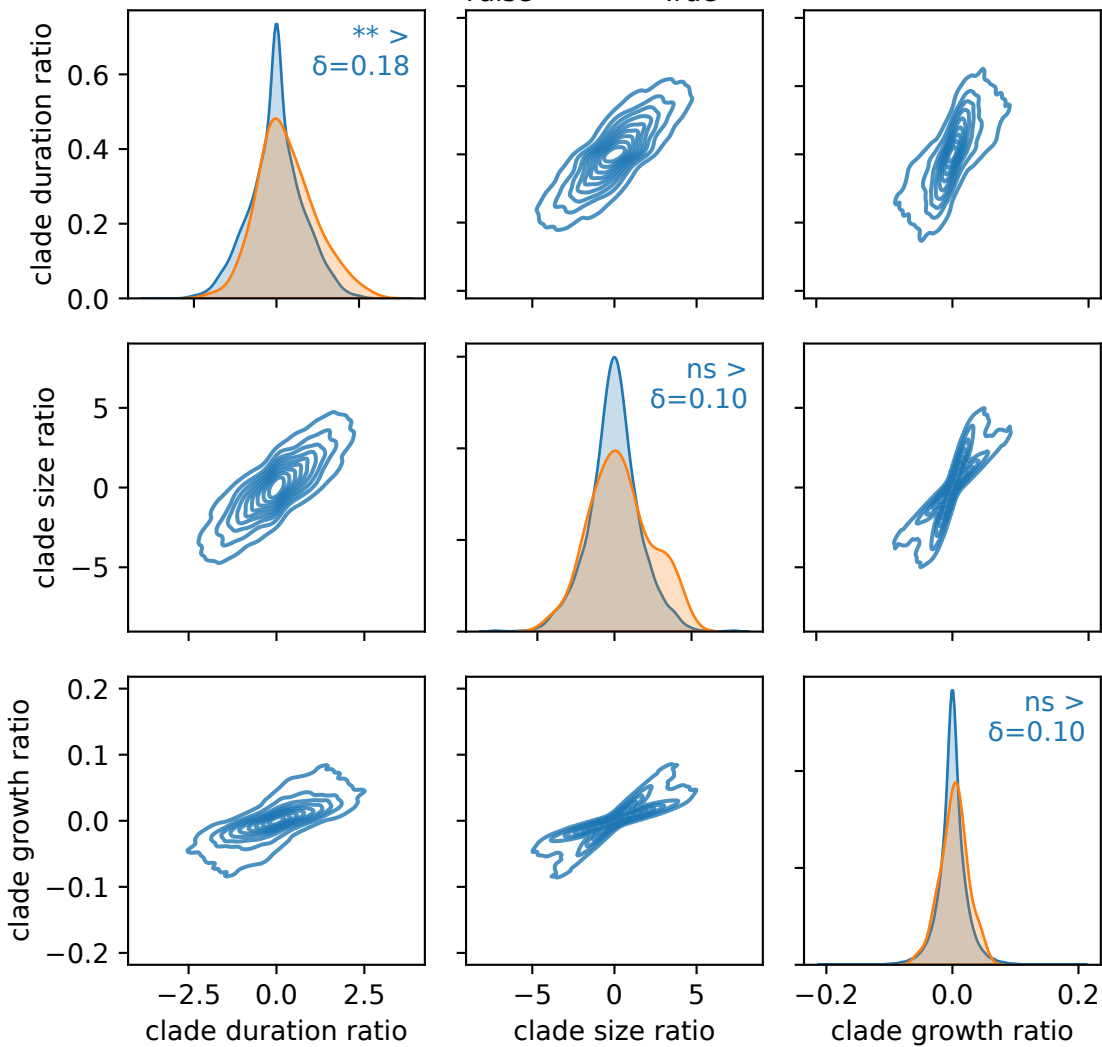 clade duration ratio
0.6
0.4
0.2
0.0
** >
δ=0.18
clade size ratio
5
0
−5
ns >
δ=0.10
clade growth ratio
0.2
0.1
0.0
−0.1
−0.2
ns >
δ=0.10
−2.5 0.0 2.5
−5 0 5
−0.2 0.0 0.2
clade duration ratio
clade size ratio
clade growth ratio